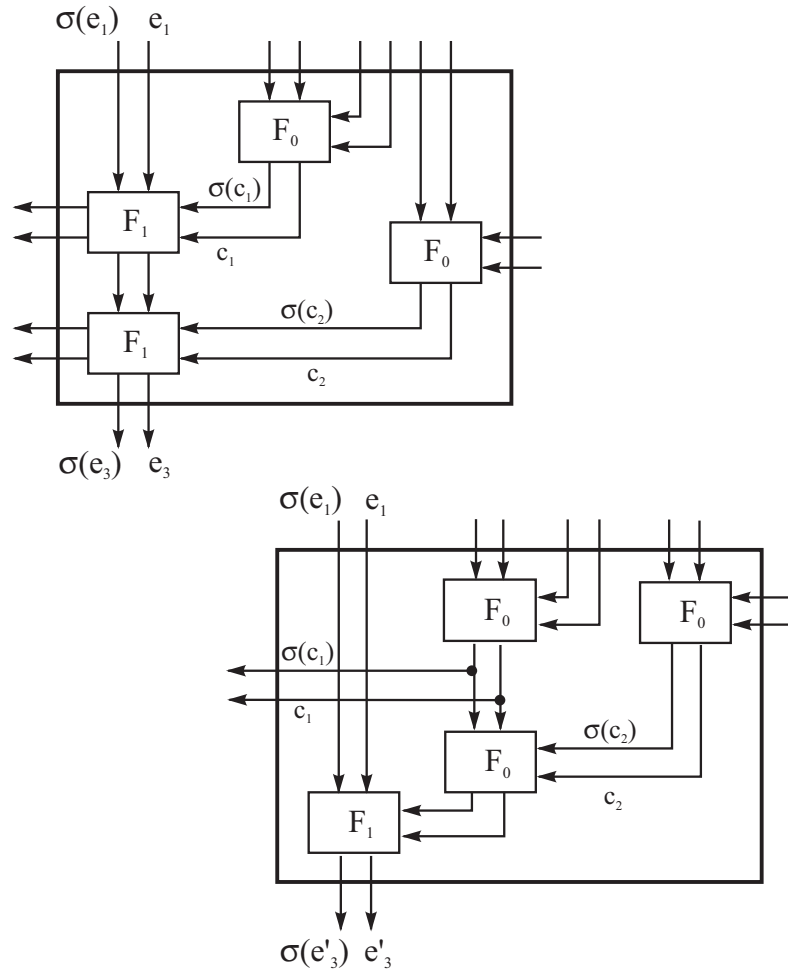 σ(e₁) e₁
F₀
σ(c₁)
F₁
c₁
F₀
σ(c₂)
F₁
c₂
σ(e₃) e₃
σ(e₁) e₁
F₀ F₀
σ(c₁)
c₁
σ(c₂)
F₀
c₂
F₁
σ(e'₃) e'₃